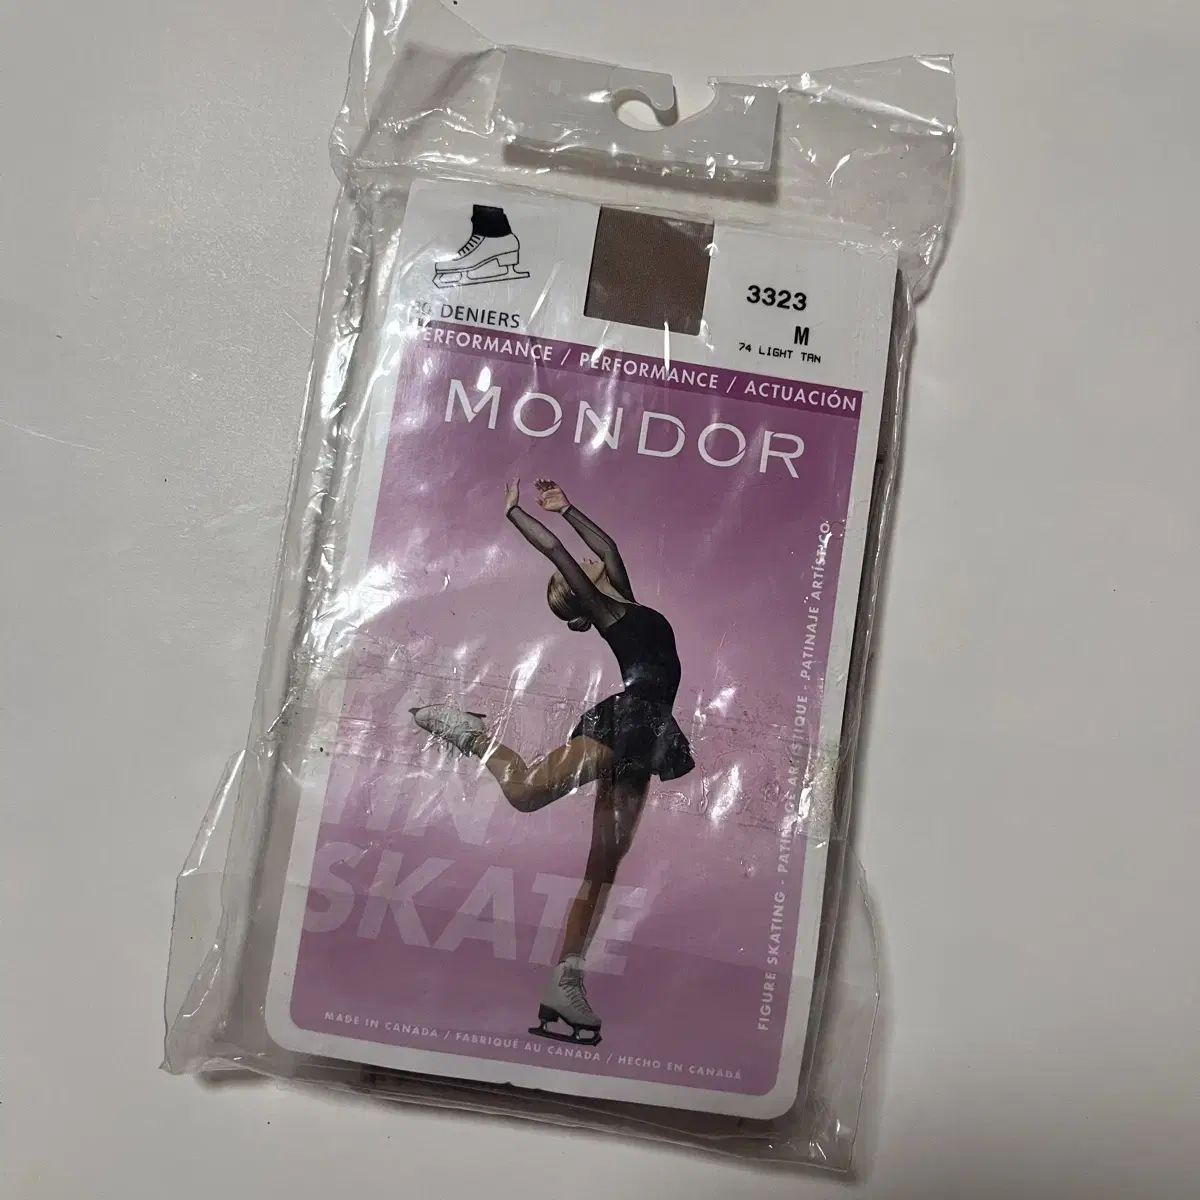 3323
M
74 LIGHT TAN
DENIERS
PERFORMANCE / PERFORMANCE / ACTUACIÓN
MONDOR
FIGURE SKATING - PATINAGE ARTISTIQUE - PATINAJE ARTÍSTICO
SKATE
MADE IN CANADA / FABRIQUÉ AU CANADA / HECHO EN CANADÁ